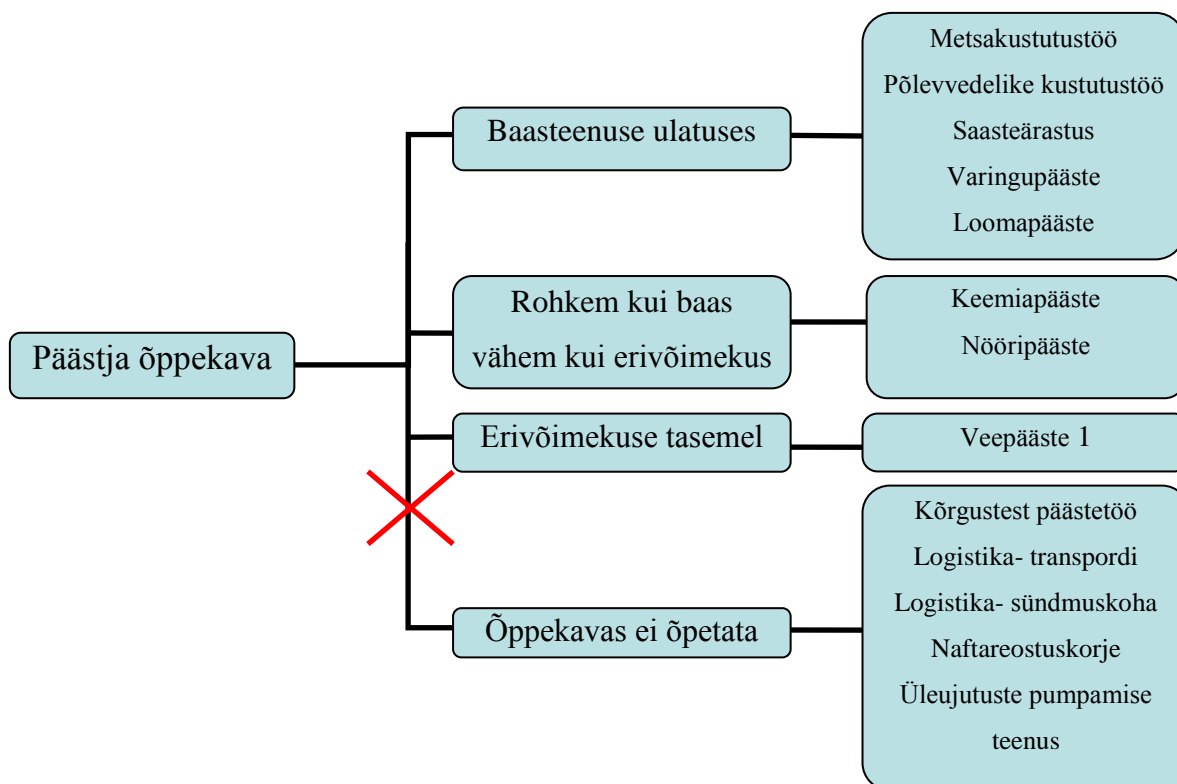 Päästja õppekava
Baasteenuse ulatuses
Metsakustutustöö
Põlevvedelike kustutustöö
Saasteärastus
Varingupääste
Loomapääste
Rohkem kui baas
vähem kui erivõimekus
Keemiapääste
Nööripääste
Erivõimekuse tasemel
Veepääste 1
Õppekavas ei õpetata
Kõrgustest päästetöö
Logistika- transpordi
Logistika- sündmuskoha
Naftareostuskorje
Üleujutuste pumpamise
teenus